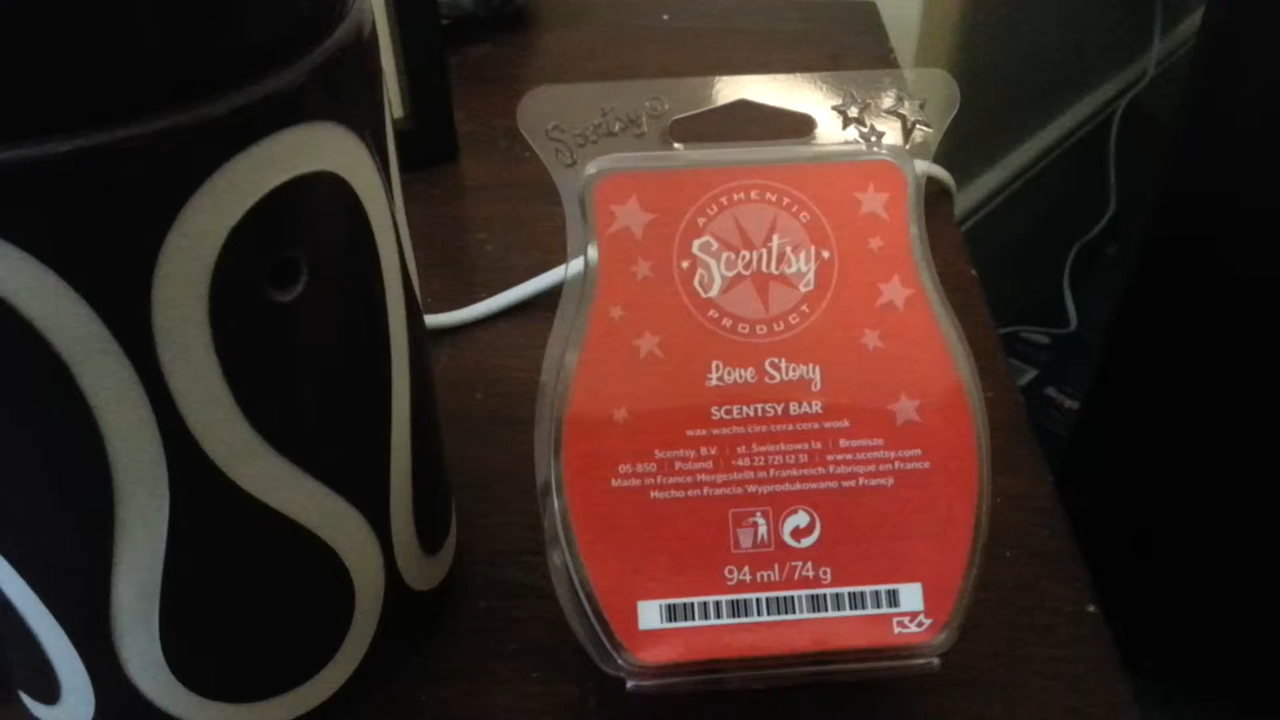 Scentsy®
AUTHENTIC
Scentsy
PRODUCT
Love Story
SCENTSY BAR
wax/wachs/cire/cera/cera/wosk
Scentsy, B.V. | st. Świerkowa 1a | Bronisze
05-850 | Poland | +48 22 721 12 31 | www.scentsy.com
Made in France/Hergestellt in Frankreich/Fabriqué en France
Hecho en Francia/Wyprodukowano we Francji
94 ml/74 g